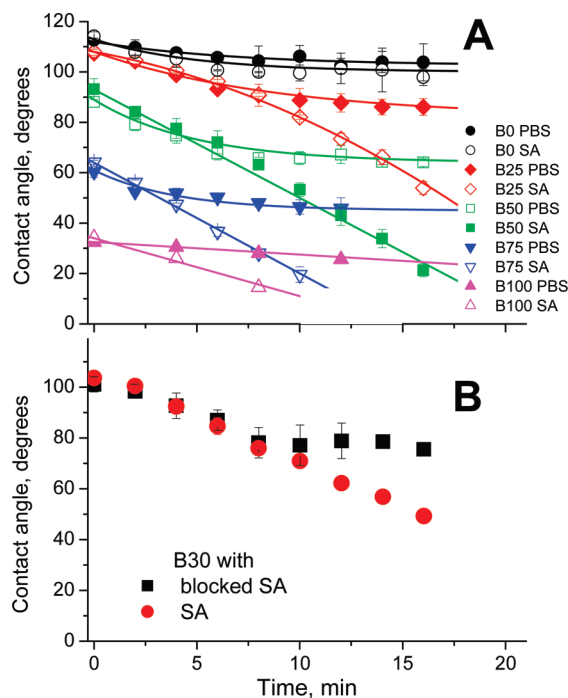 A
120
100
80
60
40
20
0
Contact angle, degrees
B0 PBS
B0 SA
B25 PBS
B25 SA
B50 PBS
B50 SA
B75 PBS
B75 SA
B100 PBS
B100 SA
B
100
80
60
40
20
0
Contact angle, degrees
B30 with
blocked SA
SA
0 5 10 15 20
Time, min